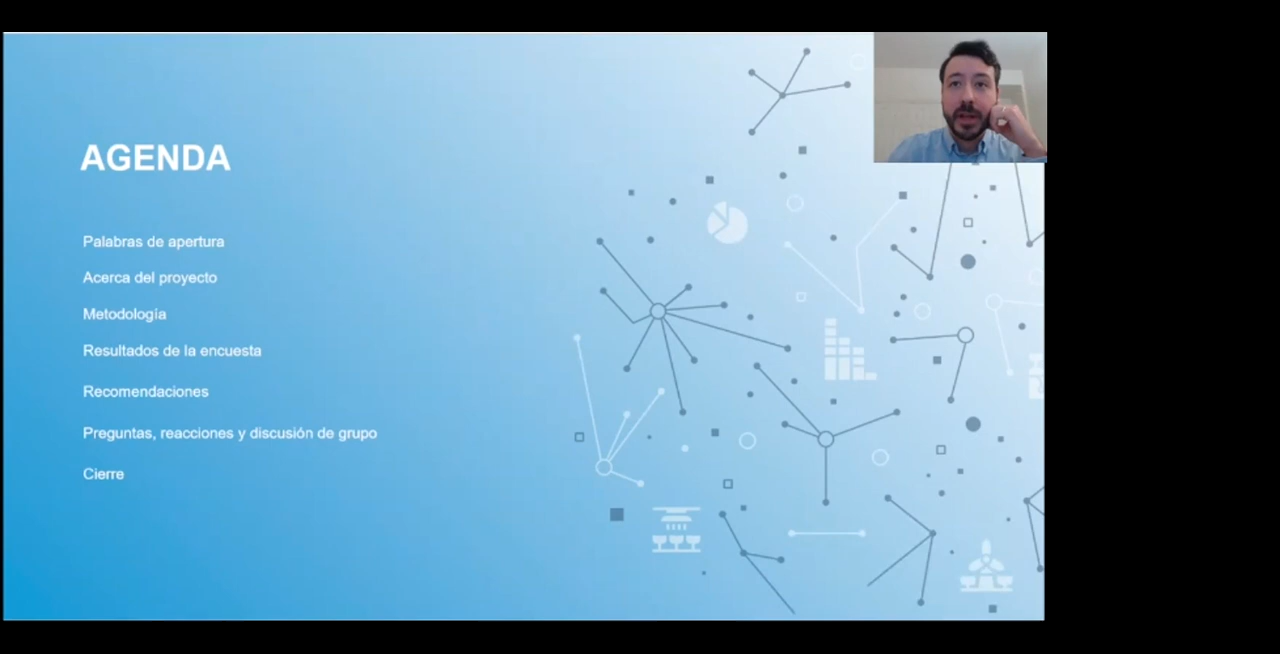 AGENDA
Palabras de apertura
Acerca del proyecto
Metodología
Resultados de la encuesta
Recomendaciones
Preguntas, reacciones y discusión de grupo
Cierre